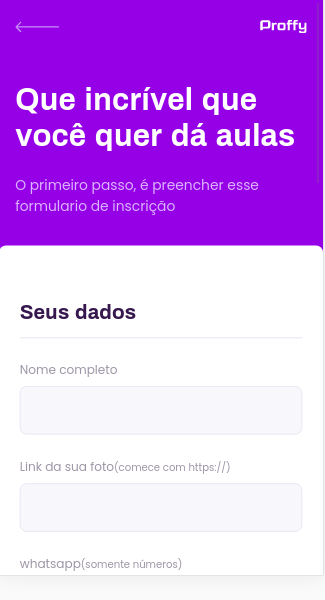 Proffy
Que incrível que
você quer dá aulas
O primeiro passo, é preencher esse
formulario de inscrição
Seus dados
Nome completo
Link da sua foto(comece com https://)
whatsapp(somente números)